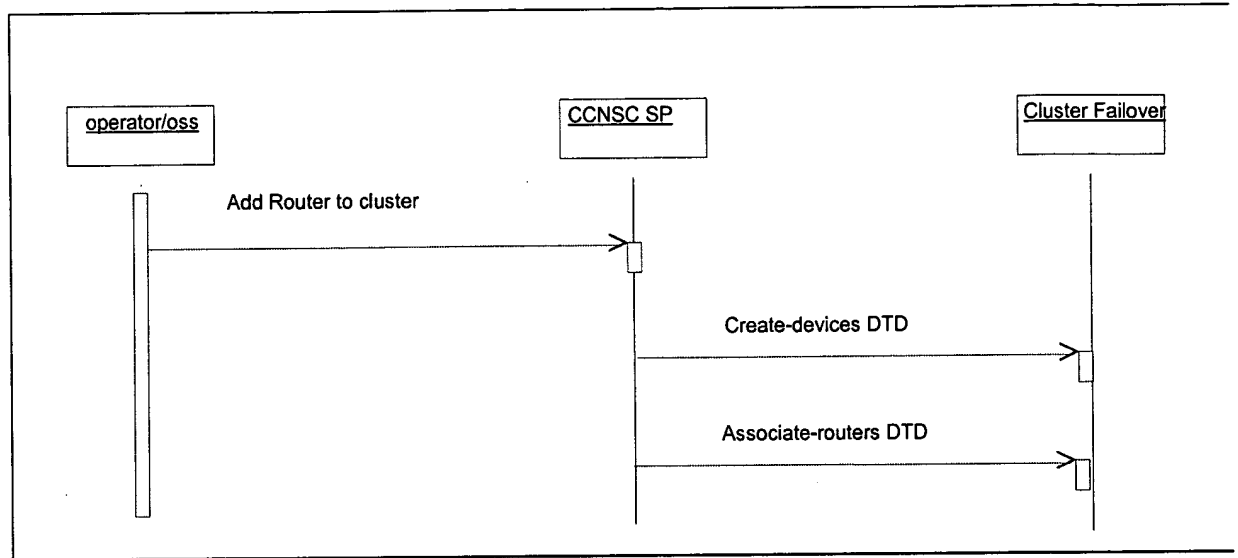 operator/oss
CCNSC SP
Cluster Failover
Add Router to cluster
Create-devices DTD
Associate-routers DTD